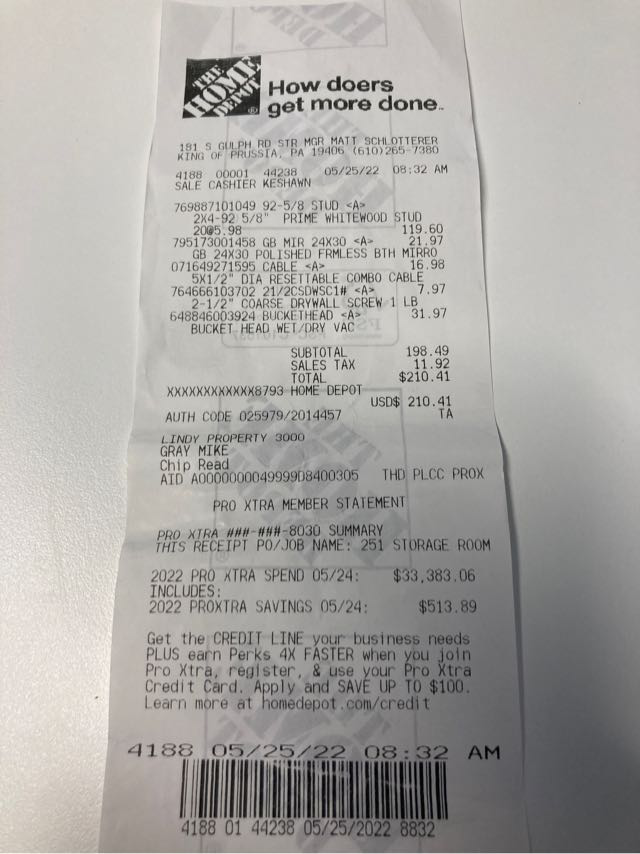 THE
HOME
DEPOT
How doers
get more done™
181 S GULPH RD STR MGR MATT SCHLOTTERER
KING OF PRUSSIA, PA 19406 (610)265-7380
4188 00001 44238 05/25/22 08:32 AM
SALE CASHIER KESHAWN
769887101049 92-5/8 STUD <A>
2X4-92 5/8" PRIME WHITEWOOD STUD
20@5.98 119.60
795173001458 GB MIR 24X30 <A> 21.97
GB 24X30 POLISHED FRMLESS BTH MIRRO
071649271595 CABLE <A> 16.98
5X1/2" DIA RESETTABLE COMBO CABLE
764666103702 21/2CSDWSC1# <A> 7.97
2-1/2" COARSE DRYWALL SCREW 1 LB
648846003924 BUCKETHEAD <A> 31.97
BUCKET HEAD WET/DRY VAC
SUBTOTAL 198.49
SALES TAX 11.92
TOTAL $210.41
XXXXXXXXXXXX8793 HOME DEPOT
USD$ 210.41
AUTH CODE 025979/2014457 TA
LINDY PROPERTY 3000
GRAY MIKE
Chip Read
AID A0000000049999D8400305 THD PLCC PROX
PRO XTRA MEMBER STATEMENT
PRO XTRA ###-###-8030 SUMMARY
THIS RECEIPT PO/JOB NAME: 251 STORAGE ROOM
2022 PRO XTRA SPEND 05/24: $33,383.06
INCLUDES:
2022 PROXTRA SAVINGS 05/24: $513.89
Get the CREDIT LINE your business needs
PLUS earn Perks 4X FASTER when you join
Pro Xtra, register, & use your Pro Xtra
Credit Card. Apply and SAVE UP TO $100.
Learn more at homedepot.com/credit
4188 05/25/22 08:32 AM
4188 01 44238 05/25/2022 8832